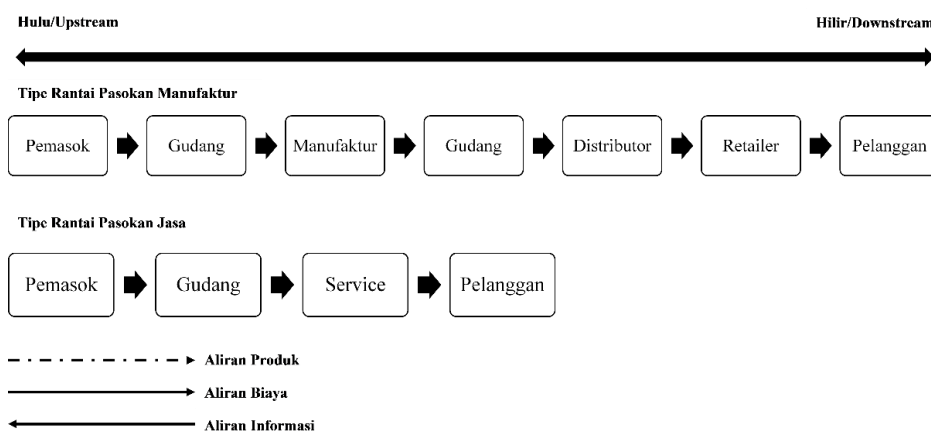 Hulu/Upstream Hilir/Downstream
Tipe Rantai Pasokan Manufaktur
Pemasok Gudang Manufaktur Gudang Distributor Retailer Pelanggan
Tipe Rantai Pasokan Jasa
Pemasok Gudang Service Pelanggan
Aliran Produk
Aliran Biaya
Aliran Informasi